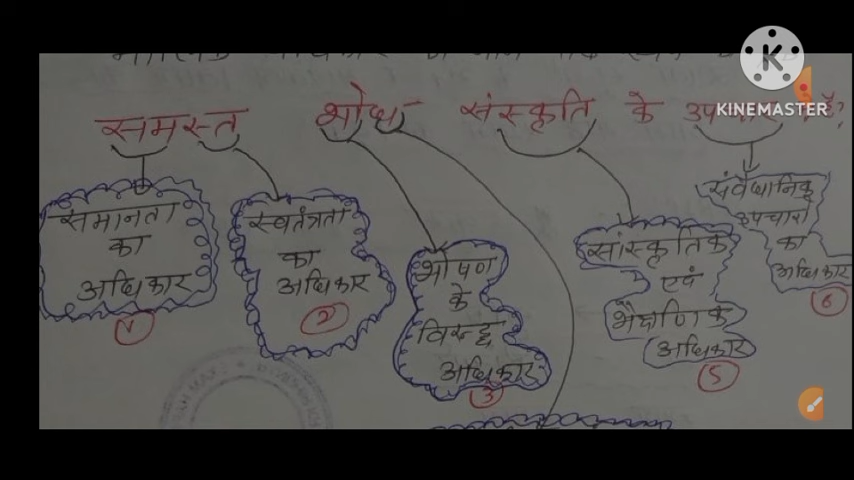 KINEMASTER
समस्त शोध संस्कृति के उपचार
समानता
का
अधिकार
1
स्वतंत्रता
का
अधिकार
2
शोषण
के
विरुद्ध
अधिकार
3
सांस्कृतिक
एवं
शैक्षणिक
अधिकार
5
संवैधानिक
उपचारों
का
अधिकार
6